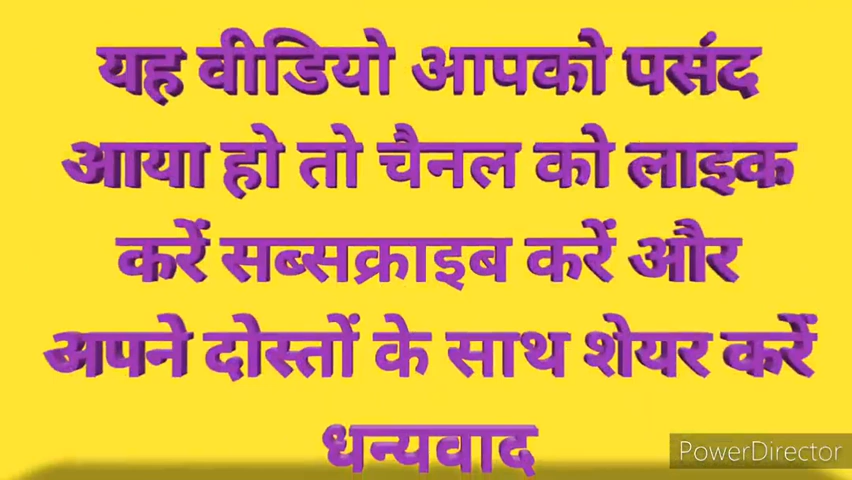 यह वीडियो आपको पसंद
आया हो तो चैनल को लाइक
करें सब्सक्राइब करें और
अपने दोस्तों के साथ शेयर करें
धन्यवाद
PowerDirector